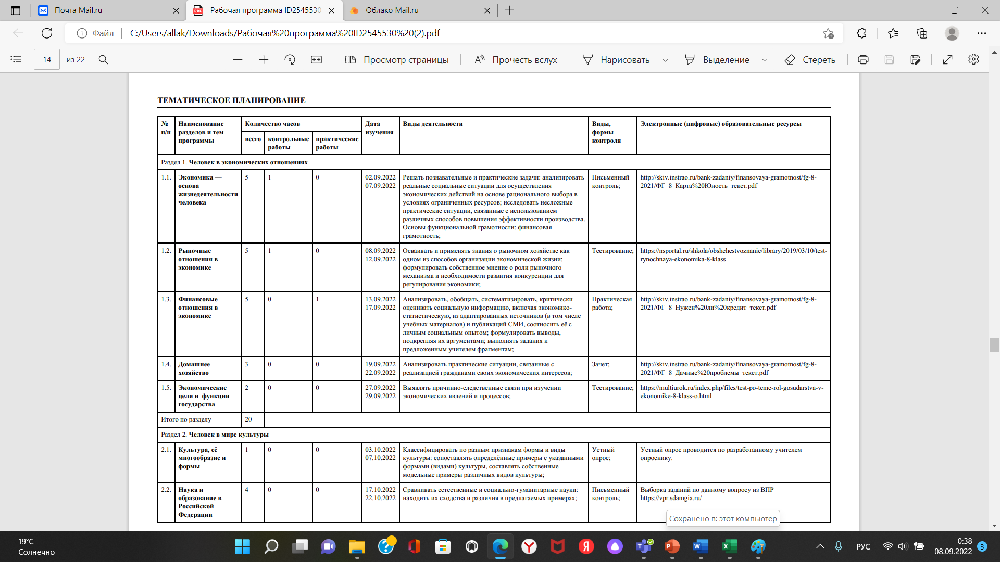 Почта Mail.ru
Рабочая программа ID2545530
Облако Mail.ru
Файл
C:/Users/allak/Downloads/Рабочая%20программа%20ID2545530%20(2).pdf
14 из 22
Просмотр страницы
Прочесть вслух
Нарисовать
Выделение
Стереть
ТЕМАТИЧЕСКОЕ ПЛАНИРОВАНИЕ
№
п/п
Наименование
разделов и тем
программы
Количество часов
всего
контрольные
работы
практические
работы
Дата
изучения
Виды деятельности
Виды,
формы
контроля
Электронные (цифровые) образовательные ресурсы
Раздел 1. Человек в экономических отношениях
1.1.
Экономика —
основа
жизнедеятельности
человека
5
1
0
02.09.2022
07.09.2022
Решать познавательные и практические задачи: анализировать
реальные социальные ситуации для осуществления
экономических действий на основе рационального выбора в
условиях ограниченных ресурсов; исследовать несложные
практические ситуации, связанные с использованием
различных способов повышения эффективности производства.
Основы функциональной грамотности: финансовая
грамотность;
Письменный
контроль;
http://skiv.instrao.ru/bank-zadaniy/finansovaya-gramotnost/fg-8-
2021/ФГ_8_Карта%20Юность_текст.pdf
1.2.
Рыночные
отношения в
экономике
5
1
0
08.09.2022
12.09.2022
Осваивать и применять знания о рыночном хозяйстве как
одном из способов организации экономической жизни:
формулировать собственное мнение о роли рыночного
механизма и необходимости развития конкуренции для
регулирования экономики;
Тестирование;
https://nsportal.ru/shkola/obshchestvoznanie/library/2019/03/10/test-
rynochnaya-ekonomika-8-klass
1.3.
Финансовые
отношения в
экономике
5
0
1
13.09.2022
17.09.2022
Анализировать, обобщать, систематизировать, критически
оценивать социальную информацию, включая экономико-
статистическую, из адаптированных источников (в том числе
учебных материалов) и публикаций СМИ, соотносить её с
личным социальным опытом; формулировать выводы,
подкрепляя их аргументами; выполнять задания к
предложенным учителем фрагментам;
Практическая
работа;
http://skiv.instrao.ru/bank-zadaniy/finansovaya-gramotnost/fg-8-
2021/ФГ_8_Нужен%20ли%20кредит_текст.pdf
1.4.
Домашнее
хозяйство
3
0
0
19.09.2022
22.09.2022
Анализировать практические ситуации, связанные с
реализацией гражданами своих экономических интересов;
Зачет;
http://skiv.instrao.ru/bank-zadaniy/finansovaya-gramotnost/fg-8-
2021/ФГ_8_Дачные%20проблемы_текст.pdf
1.5.
Экономические
цели и функции
государства
2
0
0
27.09.2022
29.09.2022
Выявлять причинно-следственные связи при изучении
экономических явлений и процессов;
Тестирование;
https://multiurok.ru/index.php/files/test-po-teme-rol-gosudarstva-v-
ekonomike-8-klass-o.html
Итого по разделу
20
Раздел 2. Человек в мире культуры
2.1.
Культура, её
многообразие и
формы
1
0
0
03.10.2022
07.10.2022
Классифицировать по разным признакам формы и виды
культуры: сопоставлять определённые примеры с указанными
формами (видами) культуры, составлять собственные
модельные примеры различных видов культуры;
Устный
опрос;
Устный опрос проводится по разработанному учителем
опроснику.
2.2.
Наука и
образование в
Российской
Федерации
4
0
0
17.10.2022
22.10.2022
Сравнивать естественные и социально-гуманитарные науки:
находить их сходства и различия в предлагаемых примерах;
Письменный
контроль;
Выборка заданий по данному вопросу из ВПР
https://vpr.sdamgia.ru/
Сохранено в: этот компьютер
19°C
Солнечно
РУС
0:38
08.09.2022
3